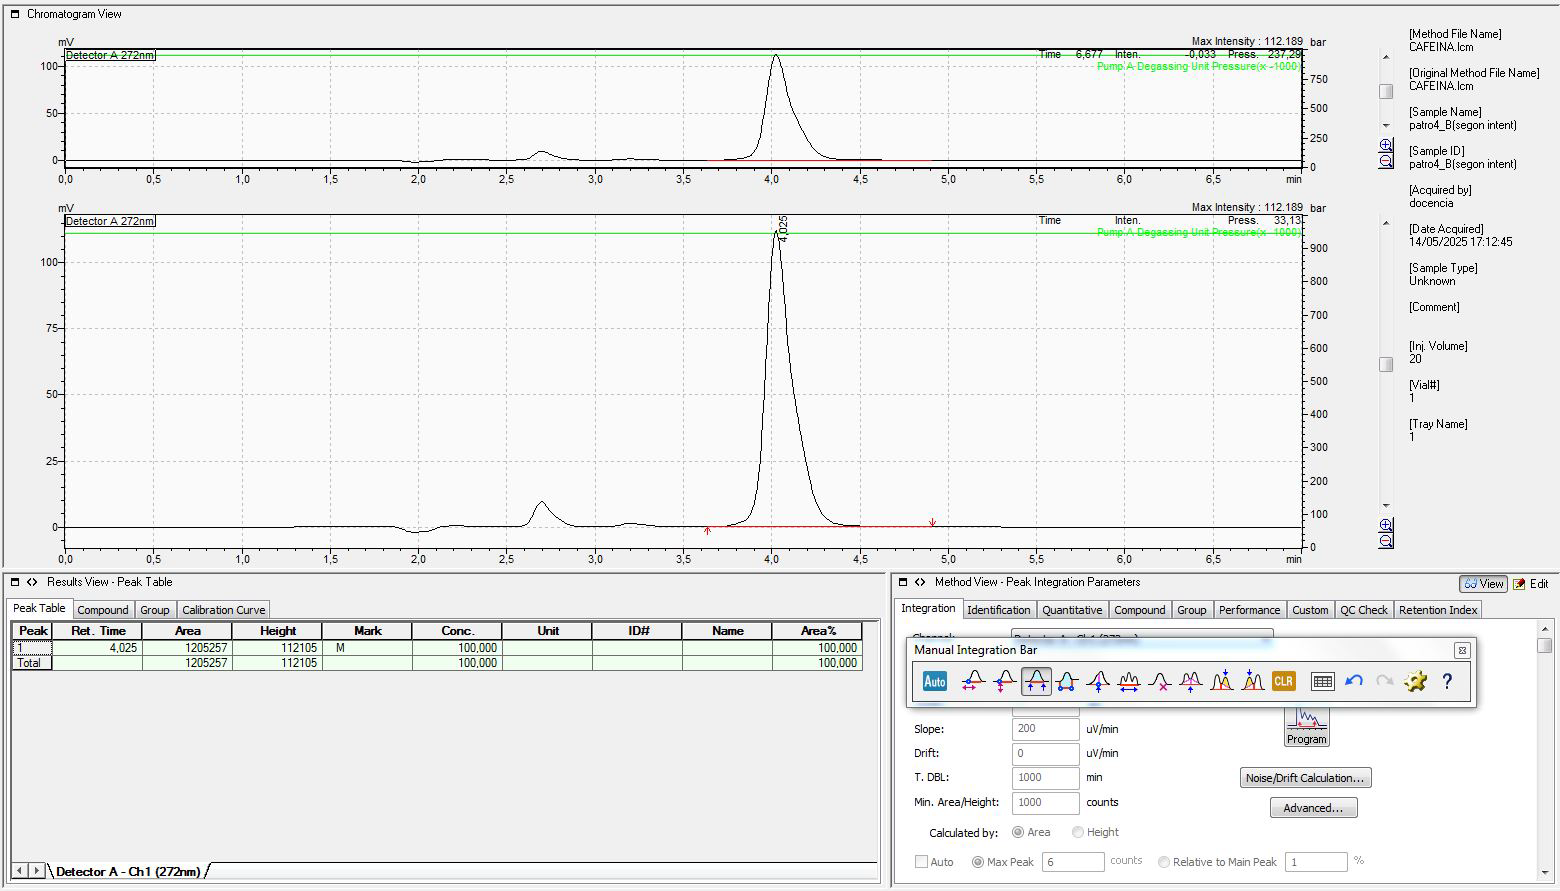 Chromatogram View
mV
Max Intensity : 112.189
bar
Detector A 272nm
Time 6,677 Inten. -0,033 Press. 237,29
Pump A Degassing Unit Pressure(x -1000)
100
50
0
750
500
250
0
0,0 0,5 1,0 1,5 2,0 2,5 3,0 3,5 4,0 4,5 5,0 5,5 6,0 6,5 min
mV
Max Intensity : 112.189
bar
Detector A 272nm
Time Inten. Press. 33,13
Pump A Degassing Unit Pressure(x -1000)
4,025
100
75
50
25
0
900
800
700
600
500
400
300
200
100
0
0,0 0,5 1,0 1,5 2,0 2,5 3,0 3,5 4,0 4,5 5,0 5,5 6,0 6,5 min
[Method File Name]
CAFEINA.lcm
[Original Method File Name]
CAFEINA.lcm
[Sample Name]
patro4_B(segon intent)
[Sample ID]
patro4_B(segon intent)
[Acquired by]
docencia
[Date Acquired]
14/05/2025 17:12:45
[Sample Type]
Unknown
[Comment]
[Inj. Volume]
20
[Vial#]
1
[Tray Name]
1
Results View - Peak Table
Peak Table Compound Group Calibration Curve
Peak Ret. Time Area Height Mark Conc. Unit ID# Name Area%
1 4,025 1205257 112105 M 100,000 100,000
Total 1205257 112105 100,000 100,000
Detector A - Ch1 (272nm)
Method View - Peak Integration Parameters
View Edit
Integration Identification Quantitative Compound Group Performance Custom QC Check Retention Index
Channel: Detector A - Ch1 (272nm)
Manual Integration Bar
Auto CLR ?
Program
Slope: 200 uV/min
Drift: 0 uV/min
T. DBL: 1000 min
Noise/Drift Calculation...
Min. Area/Height: 1000 counts
Advanced...
Calculated by: Area Height
Auto Max Peak 6 counts Relative to Main Peak 1 %